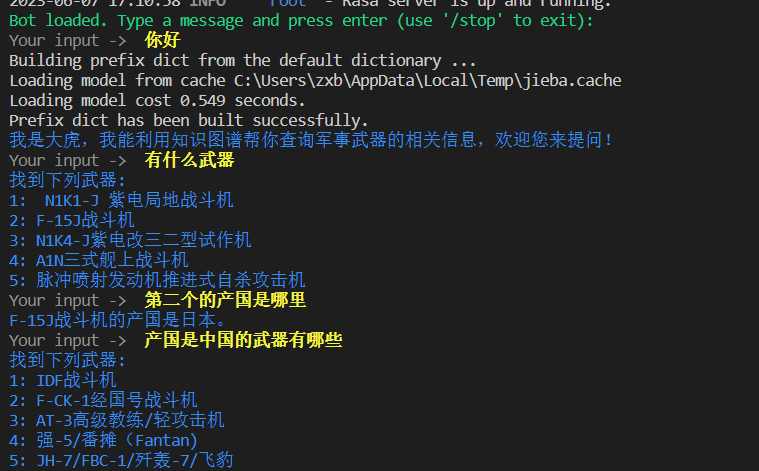 2023-06-07 17:10:58 INFO     root  - Rasa server is up and running.
Bot loaded. Type a message and press enter (use '/stop' to exit):
Your input ->  你好
Building prefix dict from the default dictionary ...
Loading model from cache C:\Users\zxb\AppData\Local\Temp\jieba.cache
Loading model cost 0.549 seconds.
Prefix dict has been built successfully.
我是大虎，我能利用知识图谱帮你查询军事武器的相关信息，欢迎您来提问！
Your input ->  有什么武器
找到下列武器:
1:  N1K1-J 紫电局地战斗机
2: F-15J战斗机
3: N1K4-J紫电改三二型试作机
4: A1N三式舰上战斗机
5: 脉冲喷射发动机推进式自杀攻击机
Your input ->  第二个的产国是哪里
F-15J战斗机的产国是日本。
Your input ->  产国是中国的武器有哪些
找到下列武器:
1: IDF战斗机
2: F-CK-1经国号战斗机
3: AT-3高级教练/轻攻击机
4: 强-5/番摊（Fantan)
5: JH-7/FBC-1/歼轰-7/飞豹